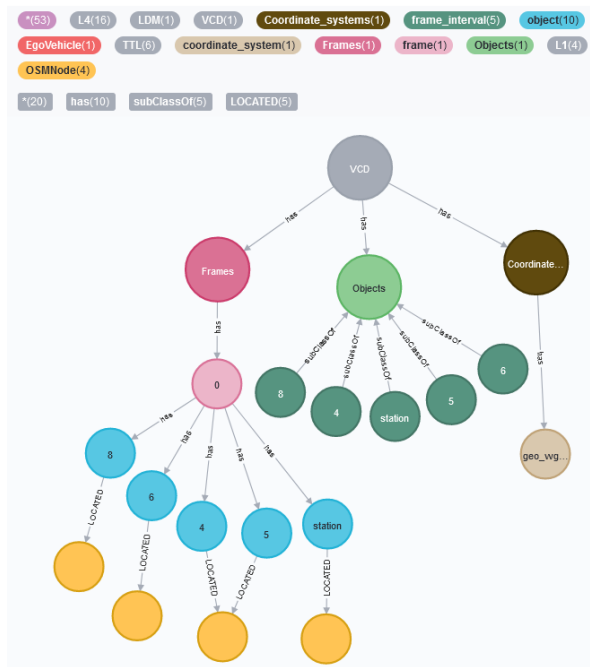 *(53) L4(16) LDM(1) VCD(1) Coordinate_systems(1) frame_interval(5) object(10)
EgoVehicle(1) TTL(6) coordinate_system(1) Frames(1) frame(1) Objects(1) L1(4)
OSMNode(4)
*(20) has(10) subClassOf(5) LOCATED(5)
VCD
has has has
Frames Objects Coordinate...
has subClassOf subClassOf subClassOf subClassOf subClassOf has
0 8 4 station 5 6
geo_wg...
has has has has has
8 6 4 5 station
LOCATED LOCATED LOCATED LOCATED LOCATED